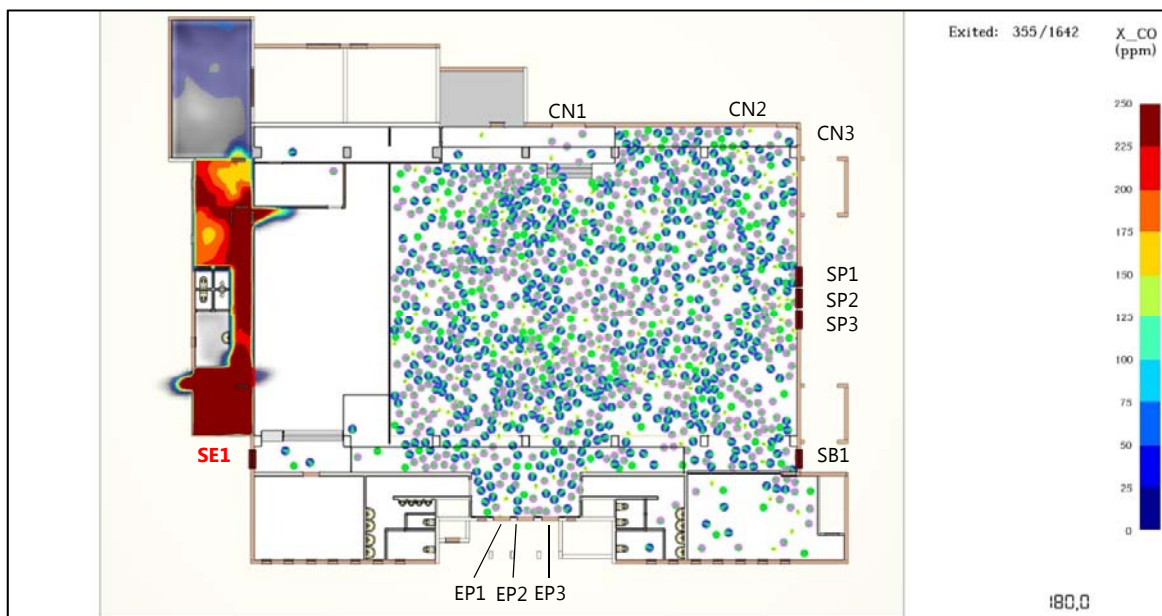 Exited: 355/1642
X_CO
(ppm)
250
225
200
175
150
125
100
75
50
25
0
CN1
CN2
CN3
SP1
SP2
SP3
SE1
SB1
EP1 EP2 EP3
180,0